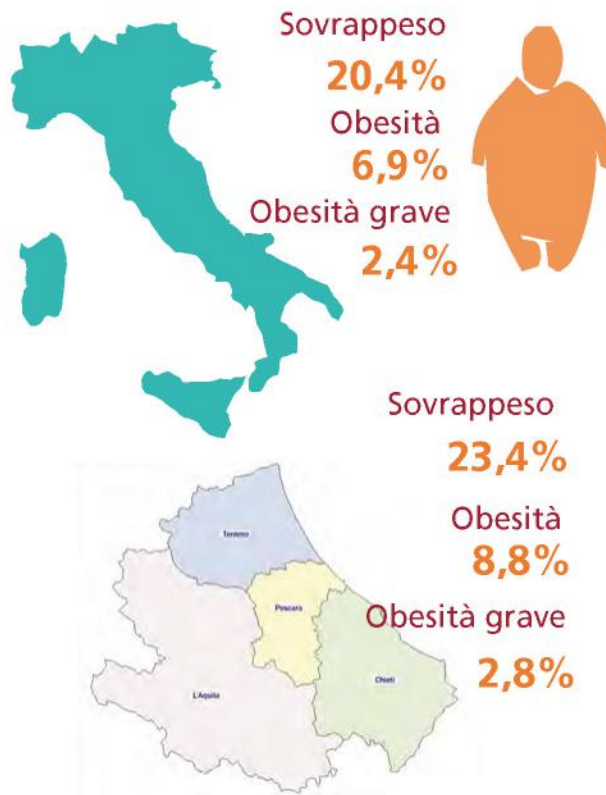 Sovrappeso
20,4%
Obesità
6,9%
Obesità grave
2,4%
Sovrappeso
23,4%
Obesità
8,8%
Obesità grave
2,8%
Teramo
Pescara
L'Aquila
Chieti